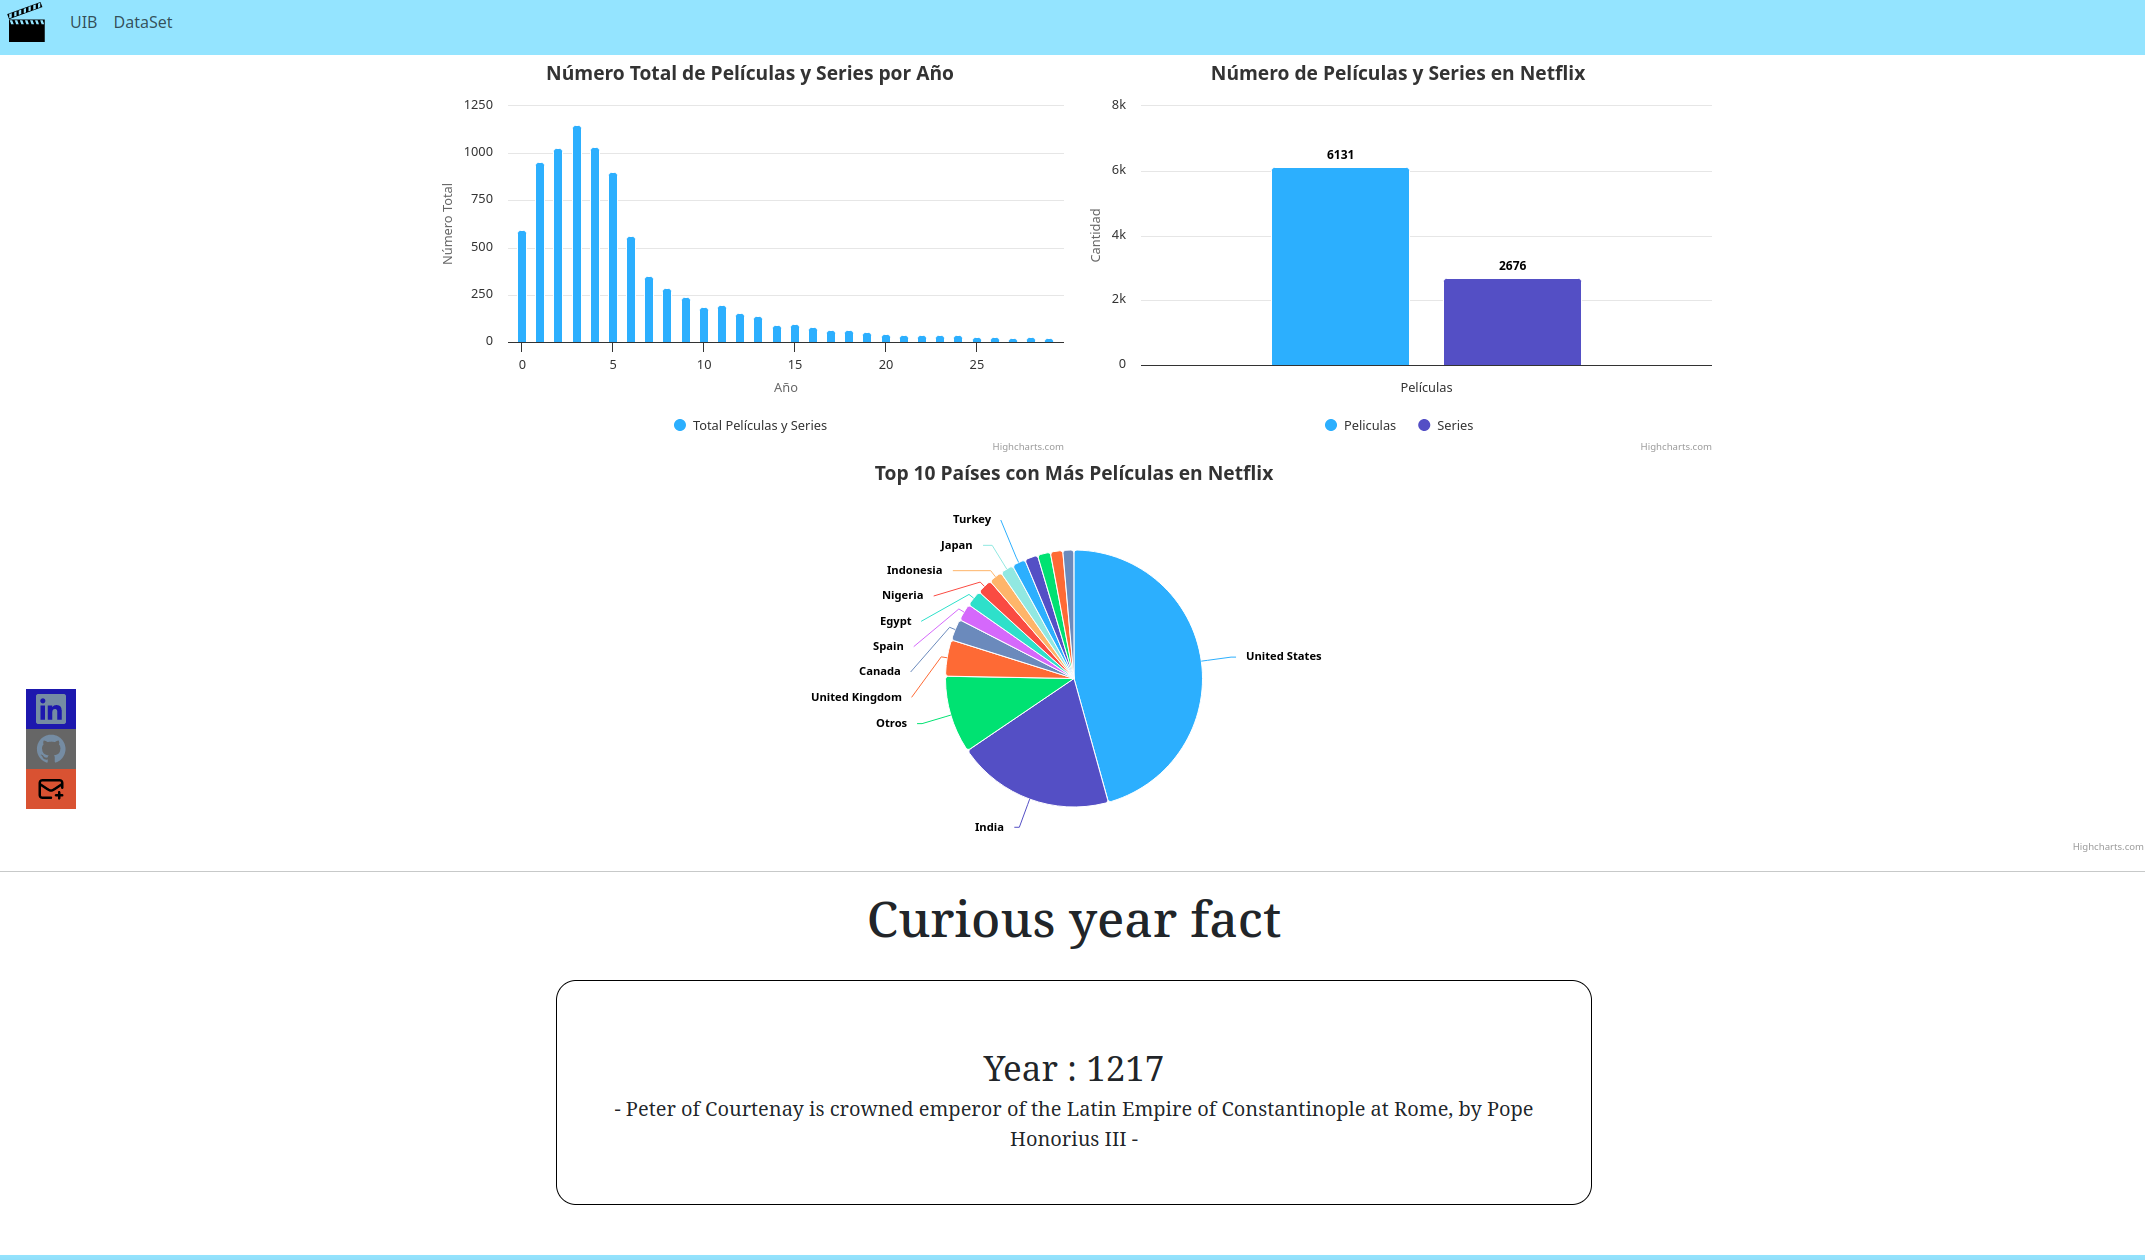 UIB DataSet
Número Total de Películas y Series por Año
1250
1000
750
500
250
0
Número Total
0 5 10 15 20 25
Año
Total Películas y Series
Highcharts.com
Número de Películas y Series en Netflix
8k
6k
4k
2k
0
Cantidad
6131
2676
Películas
Peliculas Series
Highcharts.com
Top 10 Países con Más Películas en Netflix
Turkey
Japan
Indonesia
Nigeria
Egypt
Spain
Canada
United Kingdom
Otros
India
United States
Highcharts.com
in
Curious year fact
Year : 1217
- Peter of Courtenay is crowned emperor of the Latin Empire of Constantinople at Rome, by Pope
Honorius III -